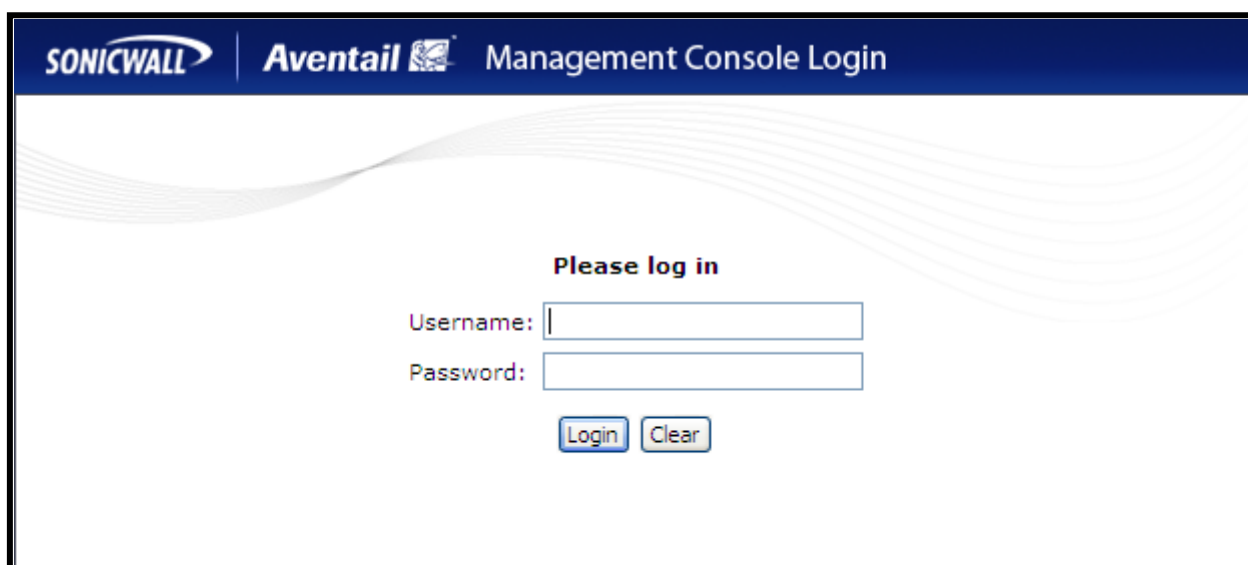 SONICWALL Aventail Management Console Login
Please log in
Username:
Password:
Login Clear